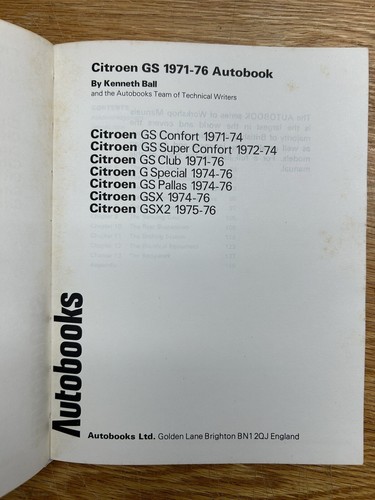 Citroen GS 1971-76 Autobook
By Kenneth Ball
and the Autobooks Team of Technical Writers
Citroen GS Confort 1971-74
Citroen GS Super Confort 1972-74
Citroen GS Club 1971-76
Citroen G Special 1974-76
Citroen GS Pallas 1974-76
Citroen GSX 1974-76
Citroen GSX2 1975-76
Autobooks
Autobooks Ltd. Golden Lane Brighton BN1 2QJ England